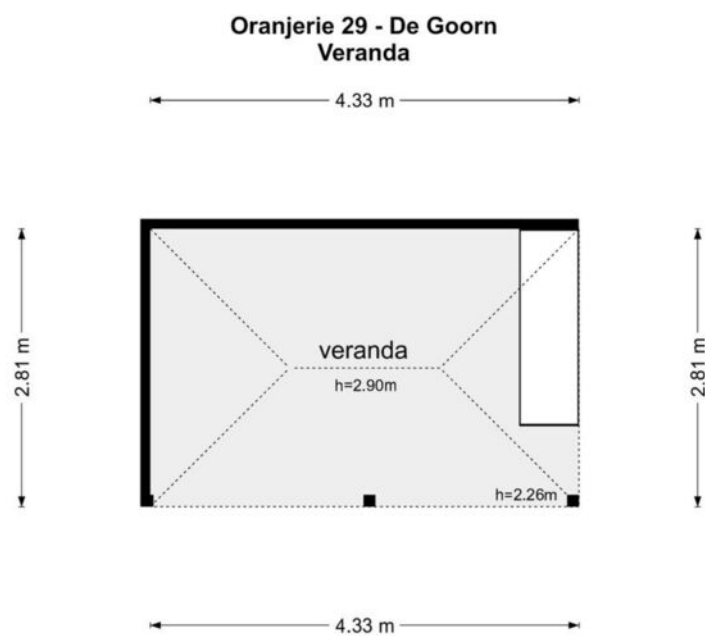 Oranjerie 29 - De Goorn
Veranda
4.33 m
2.81 m
2.81 m
veranda
h=2.90m
h=2.26m
4.33 m